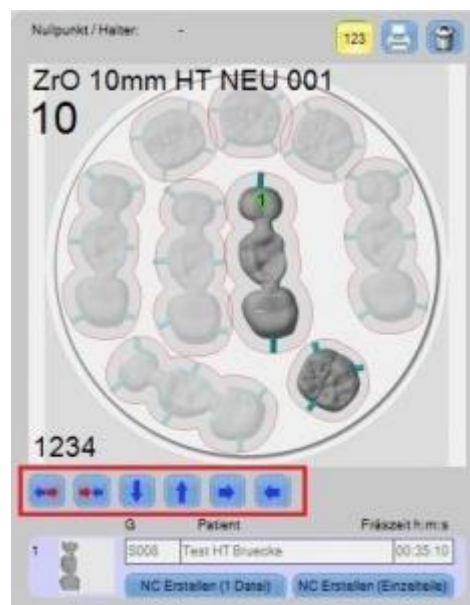 Nullpunkt / Halter: -
123
ZrO 10mm HT NEU 001
10
1
1234
G Patient Fräszeit h:m:s
1 S008 Test HT Bruecke 00:35:10
NC Erstellen (1 Datei) NC Erstellen (Einzelteile)